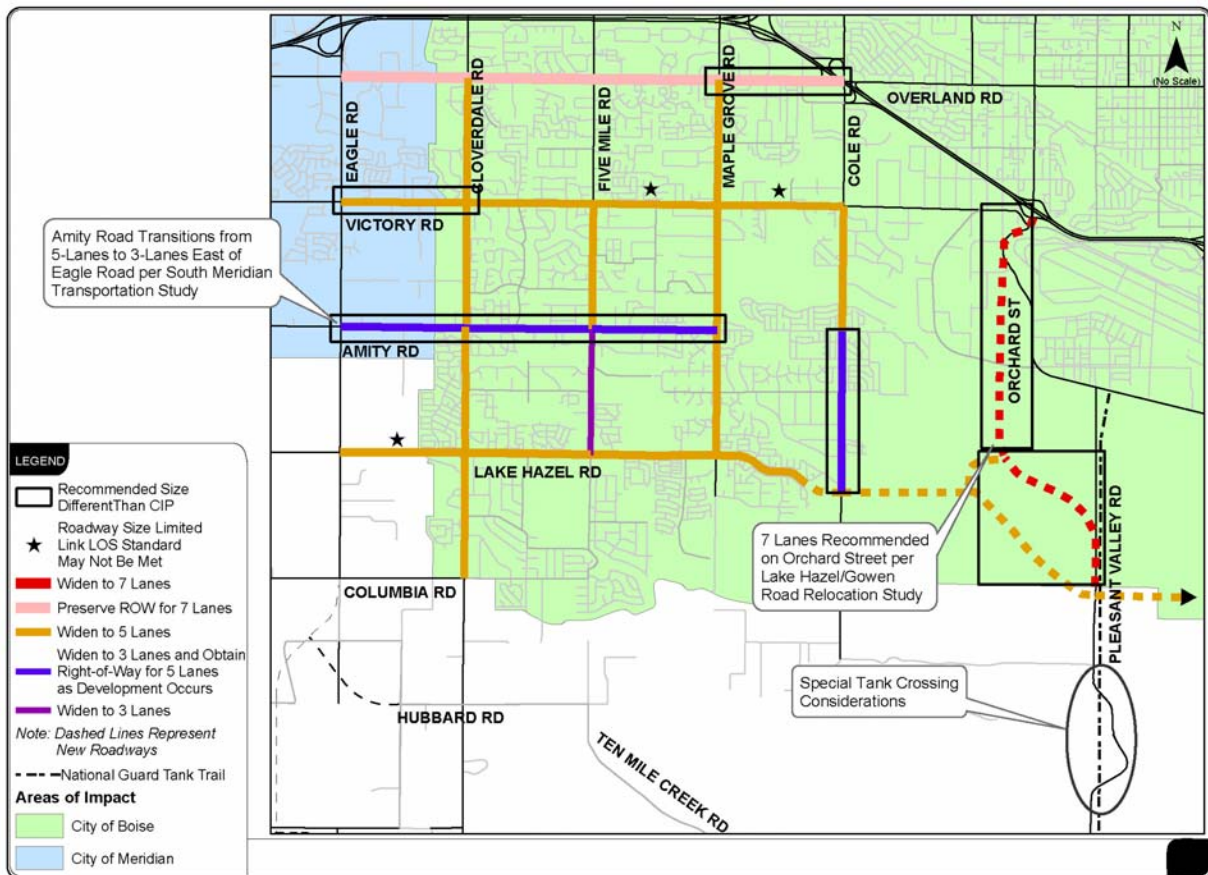 N
(No Scale)
OVERLAND RD
EAGLE RD
CLOVERDALE RD
FIVE MILE RD
MAPLE GROVE RD
COLE RD
VICTORY RD
Amity Road Transitions from
5-Lanes to 3-Lanes East of
Eagle Road per South Meridian
Transportation Study
AMITY RD
ORCHARD ST
LAKE HAZEL RD
7 Lanes Recommended
on Orchard Street per
Lake Hazel/Gowen
Road Relocation Study
PLEASANT VALLEY RD
COLUMBIA RD
Special Tank Crossing
Considerations
HUBBARD RD
TEN MILE CREEK RD
LEGEND
Recommended Size
DifferentThan CIP
Roadway Size Limited
Link LOS Standard
May Not Be Met
Widen to 7 Lanes
Preserve ROW for 7 Lanes
Widen to 5 Lanes
Widen to 3 Lanes and Obtain
Right-of-Way for 5 Lanes
as Development Occurs
Widen to 3 Lanes
Note: Dashed Lines Represent
New Roadways
National Guard Tank Trail
Areas of Impact
City of Boise
City of Meridian